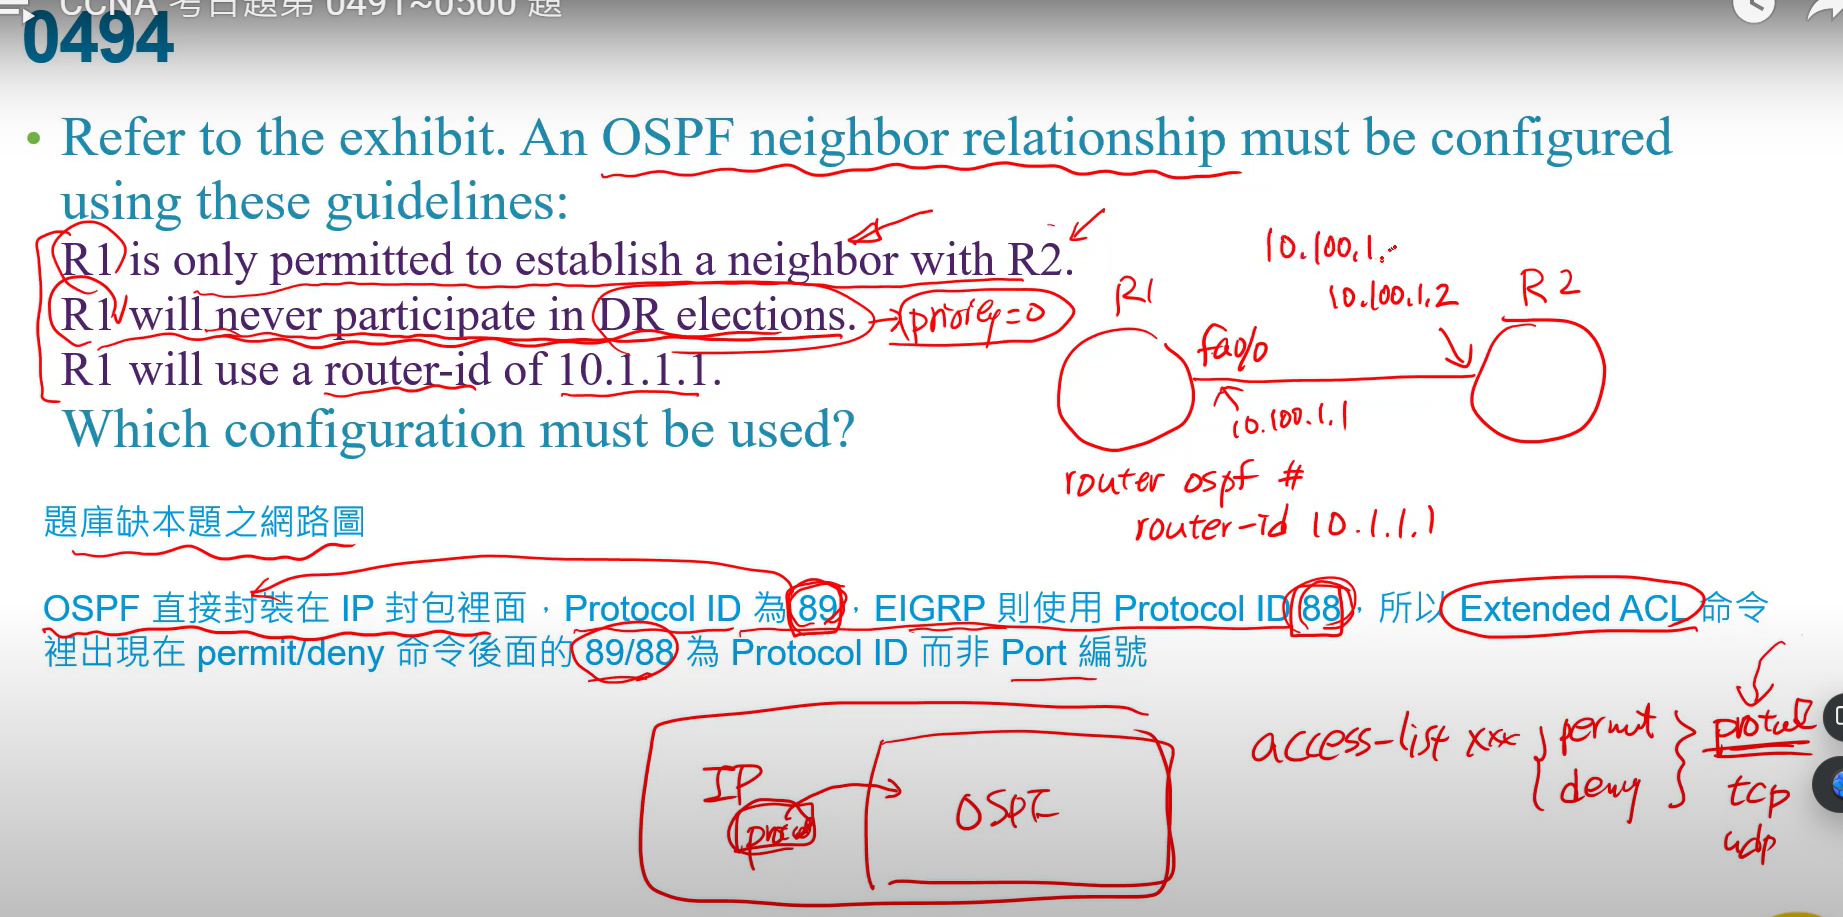 CCNA 考古題第 0491~0500 題
0494
• Refer to the exhibit. An OSPF neighbor relationship must be configured
using these guidelines:
R1 is only permitted to establish a neighbor with R2.
R1 will never participate in DR elections.
R1 will use a router-id of 10.1.1.1.
Which configuration must be used?
10.100.1.
10.100.1.2
R1
R2
fa0/0
10.100.1.1
router ospf #
router-id 10.1.1.1
題庫缺本題之網路圖
OSPF 直接封裝在 IP 封包裡面，Protocol ID 為 89，EIGRP 則使用 Protocol ID 88，所以 Extended ACL 命令
裡出現在 permit/deny 命令後面的 89/88 為 Protocol ID 而非 Port 編號
IP
OSPF
access-list xxx permit
deny
tcp
udp